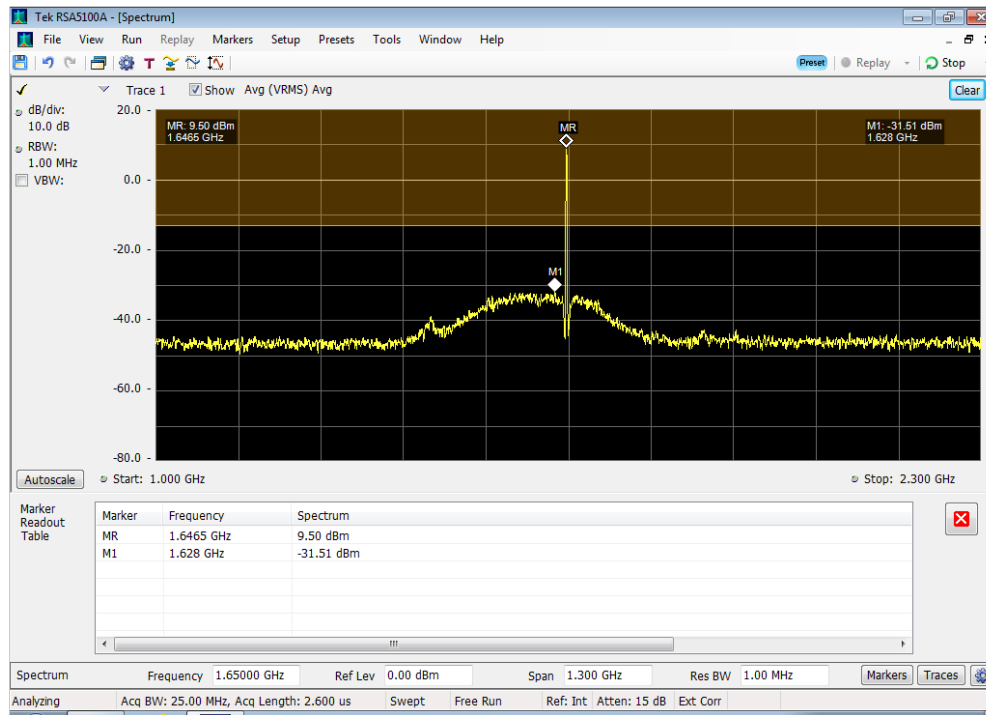 Tek RSA5100A - [Spectrum]
File View Run Replay Markers Setup Presets Tools Window Help
T Preset Replay Stop
Trace 1 Show Avg (VRMS) Avg Clear
dB/div:
10.0 dB
RBW:
1.00 MHz
VBW:
20.0
0.0
-20.0
-40.0
-60.0
-80.0
MR: 9.50 dBm
1.6465 GHz
MR
M1: -31.51 dBm
1.628 GHz
M1
Autoscale Start: 1.000 GHz Stop: 2.300 GHz
Marker
Readout
Table
Marker Frequency Spectrum
MR 1.6465 GHz 9.50 dBm
M1 1.628 GHz -31.51 dBm
Spectrum Frequency 1.65000 GHz Ref Lev 0.00 dBm Span 1.300 GHz Res BW 1.00 MHz Markers Traces
Analyzing Acq BW: 25.00 MHz, Acq Length: 2.600 us Swept Free Run Ref: Int Atten: 15 dB Ext Corr